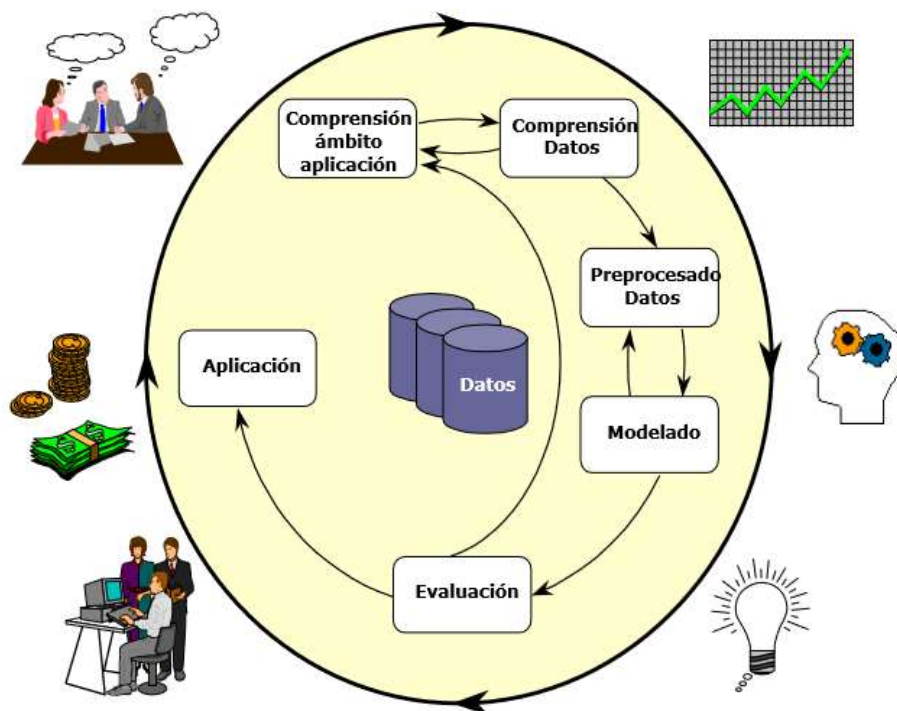 Comprensión
ámbito
aplicación
Comprensión
Datos
Preprocesado
Datos
Aplicación
Datos
Modelado
Evaluación